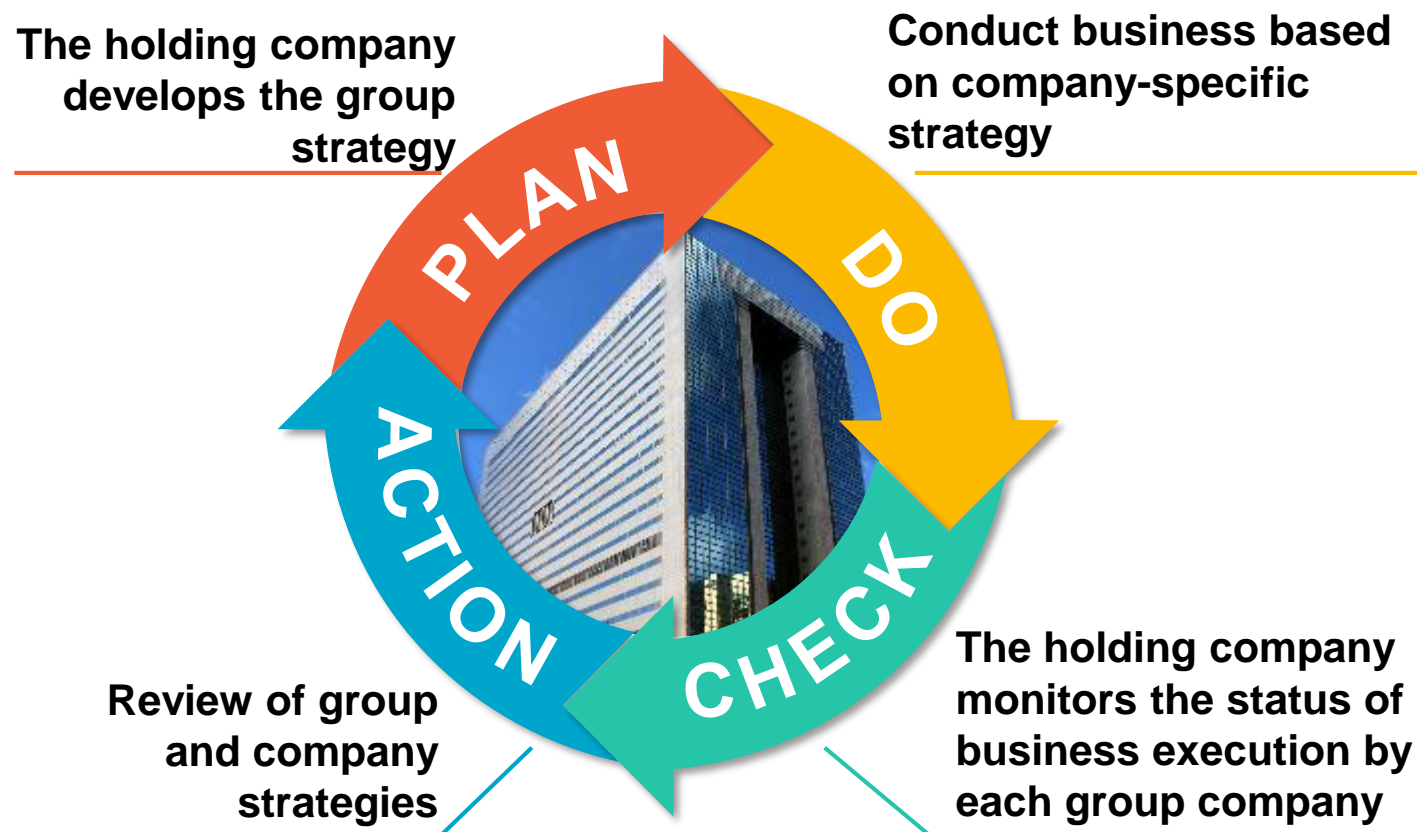 The holding company
develops the group
strategy
Conduct business based
on company-specific
strategy
PLAN
DO
CHECK
ACTION
Review of group
and company
strategies
The holding company
monitors the status of
business execution by
each group company